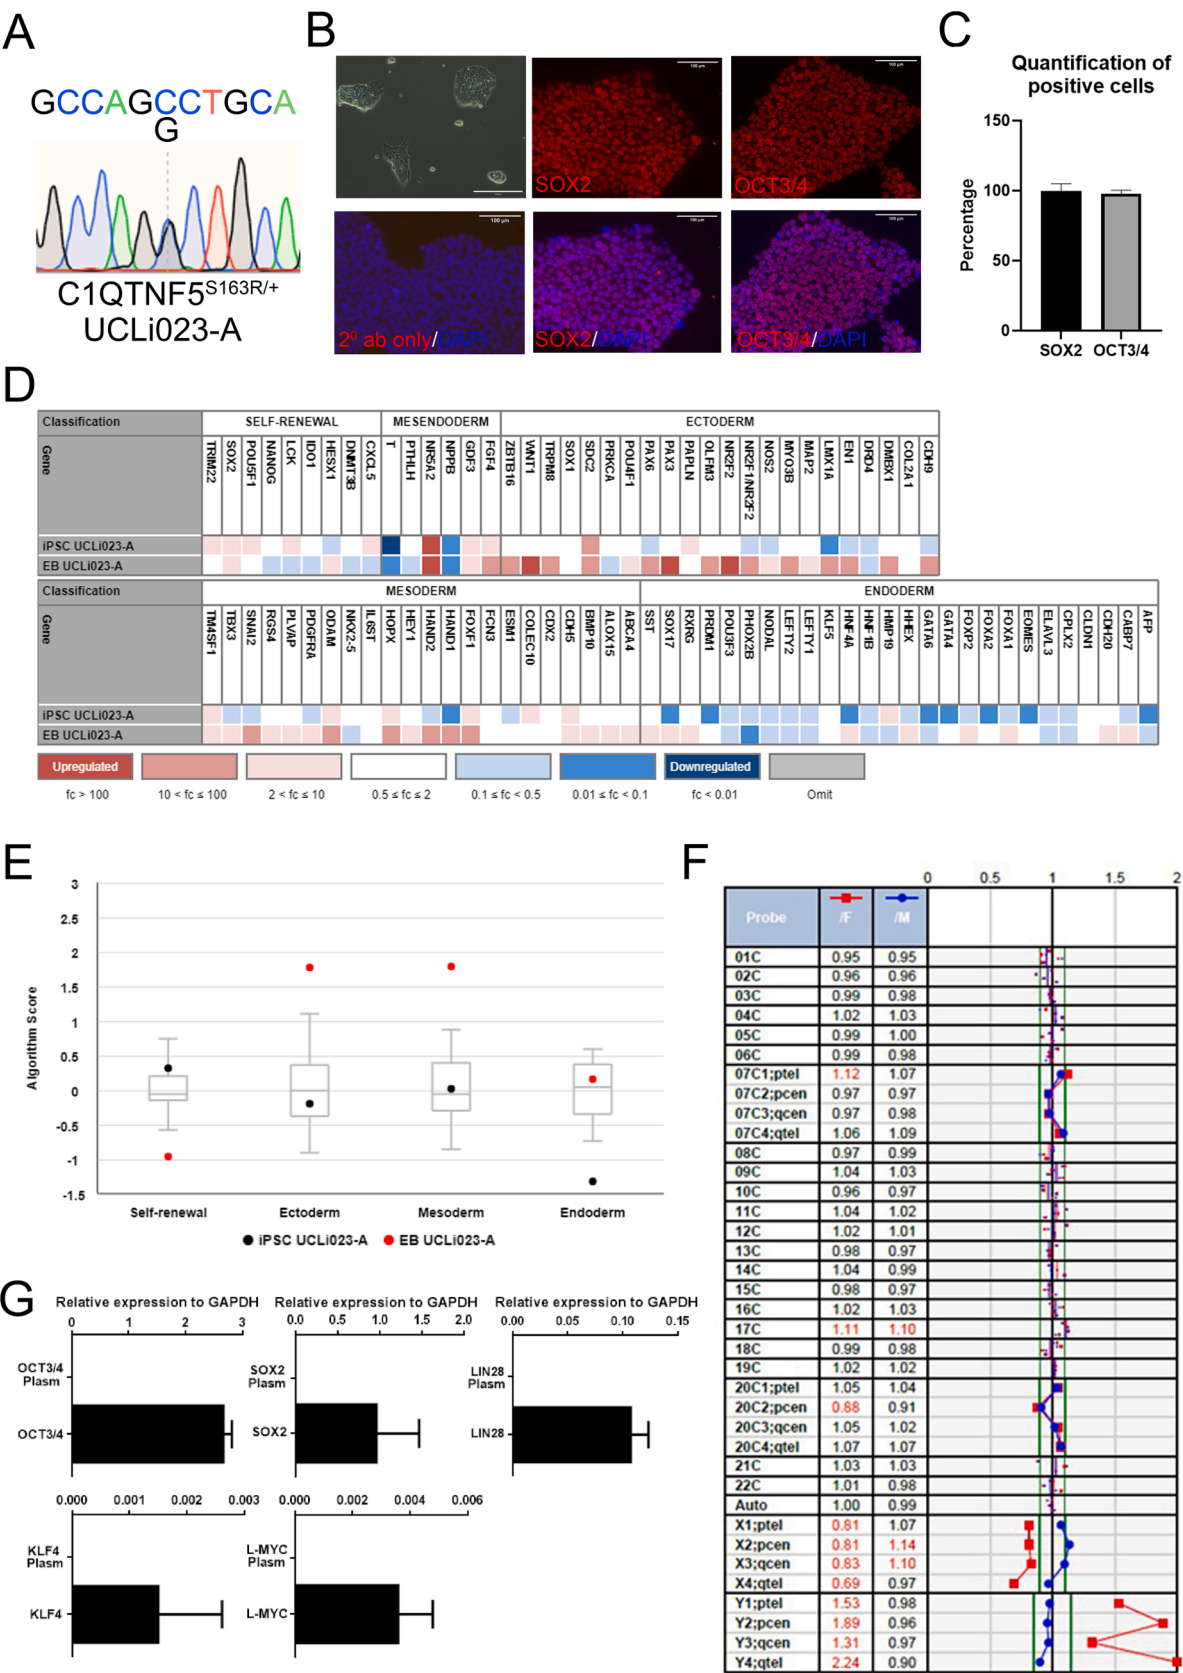 A
GCCAGCCTGCA
G
C1QTNF5S163R/+
UCLi023-A
B
100 µm
SOX2
100 µm
OCT3/4
100 µm
2⁰ ab only/DAPI
SOX2/DAPI
100 µm
OCT3/4/DAPI
C
Quantification of
positive cells
Percentage
150
100
50
0
SOX2 OCT3/4
D
Classification SELF-RENEWAL MESENDODERM ECTODERM
Gene TRIM22 SOX2 POU5F1 NANOG LCK IDO1 HESX1 DNMT3B CXCL5 T PTHLH NR5A2 NPPB GDF3 FGF4 ZBTB16 WNT1 TRPM8 SOX1 SDC2 PRKCA POU4F1 PAX6 PAX3 PAPLN OLFM3 NR2F2 NR2F1/NR2F2 NOS2 MYO3B MAP2 LMX1A EN1 DRD4 DMBX1 COL2A1 CDH9
iPSC UCLi023-A
EB UCLi023-A
Classification MESODERM ENDODERM
Gene TM4SF1 TBX3 SNAI2 RGS4 PLVAP PDGFRA ODAM NKX2-5 IL6ST HOPX HEY1 HAND2 HAND1 FOXF1 FCN3 ESM1 COLEC10 CDX2 CDH5 BMP10 ALOX15 ABCA4 SST SOX17 RXRG PRDM1 POU3F3 PHOX2B NODAL LEFTY2 LEFTY1 KLF5 HNF4A HNF1B HMP19 HHEX GATA6 GATA4 FOXP2 FOXA2 FOXA1 EOMES ELAVL3 CPLX2 CLDN1 CDH20 CABP7 AFP
iPSC UCLi023-A
EB UCLi023-A
Upregulated Downregulated
fc > 100 10 < fc ≤ 100 2 < fc ≤ 10 0.5 ≤ fc ≤ 2 0.1 ≤ fc < 0.5 0.01 ≤ fc < 0.1 fc < 0.01 Omit
E
Algorithm Score
3
2.5
2
1.5
1
0.5
0
-0.5
-1
-1.5
Self-renewal Ectoderm Mesoderm Endoderm
iPSC UCLi023-A EB UCLi023-A
F
0 0.5 1 1.5 2
Probe /F /M
01C 0.95 0.95
02C 0.96 0.96
03C 0.99 0.98
04C 1.02 1.03
05C 0.99 1.00
06C 0.99 0.98
07C1;ptel 1.12 1.07
07C2;pcen 0.97 0.97
07C3;qcen 0.97 0.98
07C4;qtel 1.06 1.09
08C 0.97 0.99
09C 1.04 1.03
10C 0.96 0.97
11C 1.04 1.02
12C 1.02 1.01
13C 0.98 0.97
14C 1.04 0.99
15C 0.98 0.97
16C 1.02 1.03
17C 1.11 1.10
18C 0.99 0.98
19C 1.02 1.02
20C1;ptel 1.05 1.04
20C2;pcen 0.88 0.91
20C3;qcen 1.05 1.02
20C4;qtel 1.07 1.07
21C 1.03 1.03
22C 1.01 0.98
Auto 1.00 0.99
X1;ptel 0.81 1.07
X2;pcen 0.81 1.14
X3;qcen 0.83 1.10
X4;qtel 0.69 0.97
Y1;ptel 1.53 0.98
Y2;pcen 1.89 0.96
Y3;qcen 1.31 0.97
Y4;qtel 2.24 0.90
G
Relative expression to GAPDH
0 1 2 3
OCT3/4
Plasm
OCT3/4
Relative expression to GAPDH
0.0 0.5 1.0 1.5 2.0
SOX2
Plasm
SOX2
Relative expression to GAPDH
0.00 0.05 0.10 0.15
LIN28
Plasm
LIN28
0.000 0.001 0.002 0.003
KLF4
Plasm
KLF4
0.000 0.002 0.004 0.006
L-MYC
Plasm
L-MYC